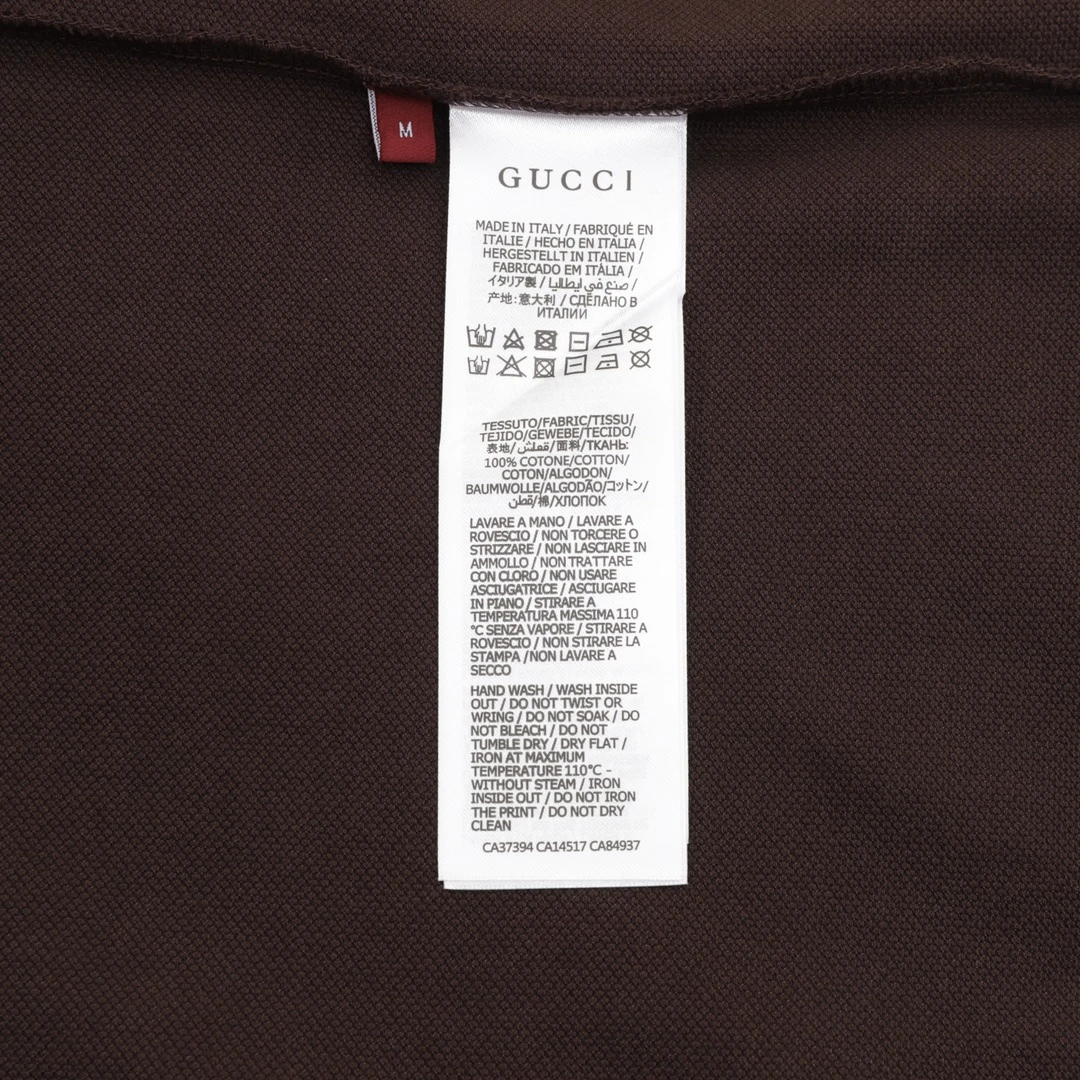 M
GUCCI
MADE IN ITALY / FABRIQUÉ EN
ITALIE / HECHO EN ITALIA /
HERGESTELLT IN ITALIEN /
FABRICADO EM ITÁLIA /
イタリア製 / صنع في ايطاليا /
产地:意大利 / СДЕЛАНО В
ИТАЛИИ
TESSUTO/FABRIC/TISSU/
TEJIDO/GEWEBE/TECIDO/
表地/قماش/面料/ТКАНЬ:
100% COTONE/COTTON/
COTON/ALGODON/
BAUMWOLLE/ALGODÃO/コットン/
قطن/棉/ХЛОПОК
LAVARE A MANO / LAVARE A
ROVESCIO / NON TORCERE O
STRIZZARE / NON LASCIARE IN
AMMOLLO / NON TRATTARE
CON CLORO / NON USARE
ASCIUGATRICE / ASCIUGARE
IN PIANO / STIRARE A
TEMPERATURA MASSIMA 110
°C SENZA VAPORE / STIRARE A
ROVESCIO / NON STIRARE LA
STAMPA /NON LAVARE A
SECCO
HAND WASH / WASH INSIDE
OUT / DO NOT TWIST OR
WRING / DO NOT SOAK / DO
NOT BLEACH / DO NOT
TUMBLE DRY / DRY FLAT /
IRON AT MAXIMUM
TEMPERATURE 110°C -
WITHOUT STEAM / IRON
INSIDE OUT / DO NOT IRON
THE PRINT / DO NOT DRY
CLEAN
CA37394 CA14517 CA84937